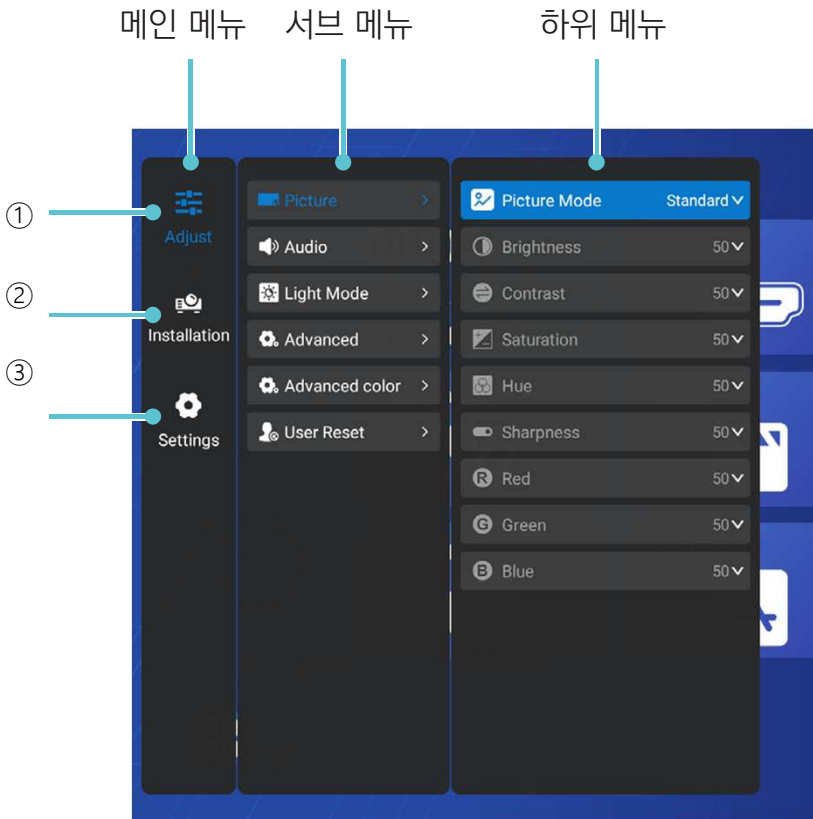 메인 메뉴 서브 메뉴 하위 메뉴
①
Adjust
②
Installation
③
Settings
Picture
Audio
Light Mode
Advanced
Advanced color
User Reset
Picture Mode Standard
Brightness 50
Contrast 50
Saturation 50
Hue 50
Sharpness 50
R Red 50
G Green 50
B Blue 50